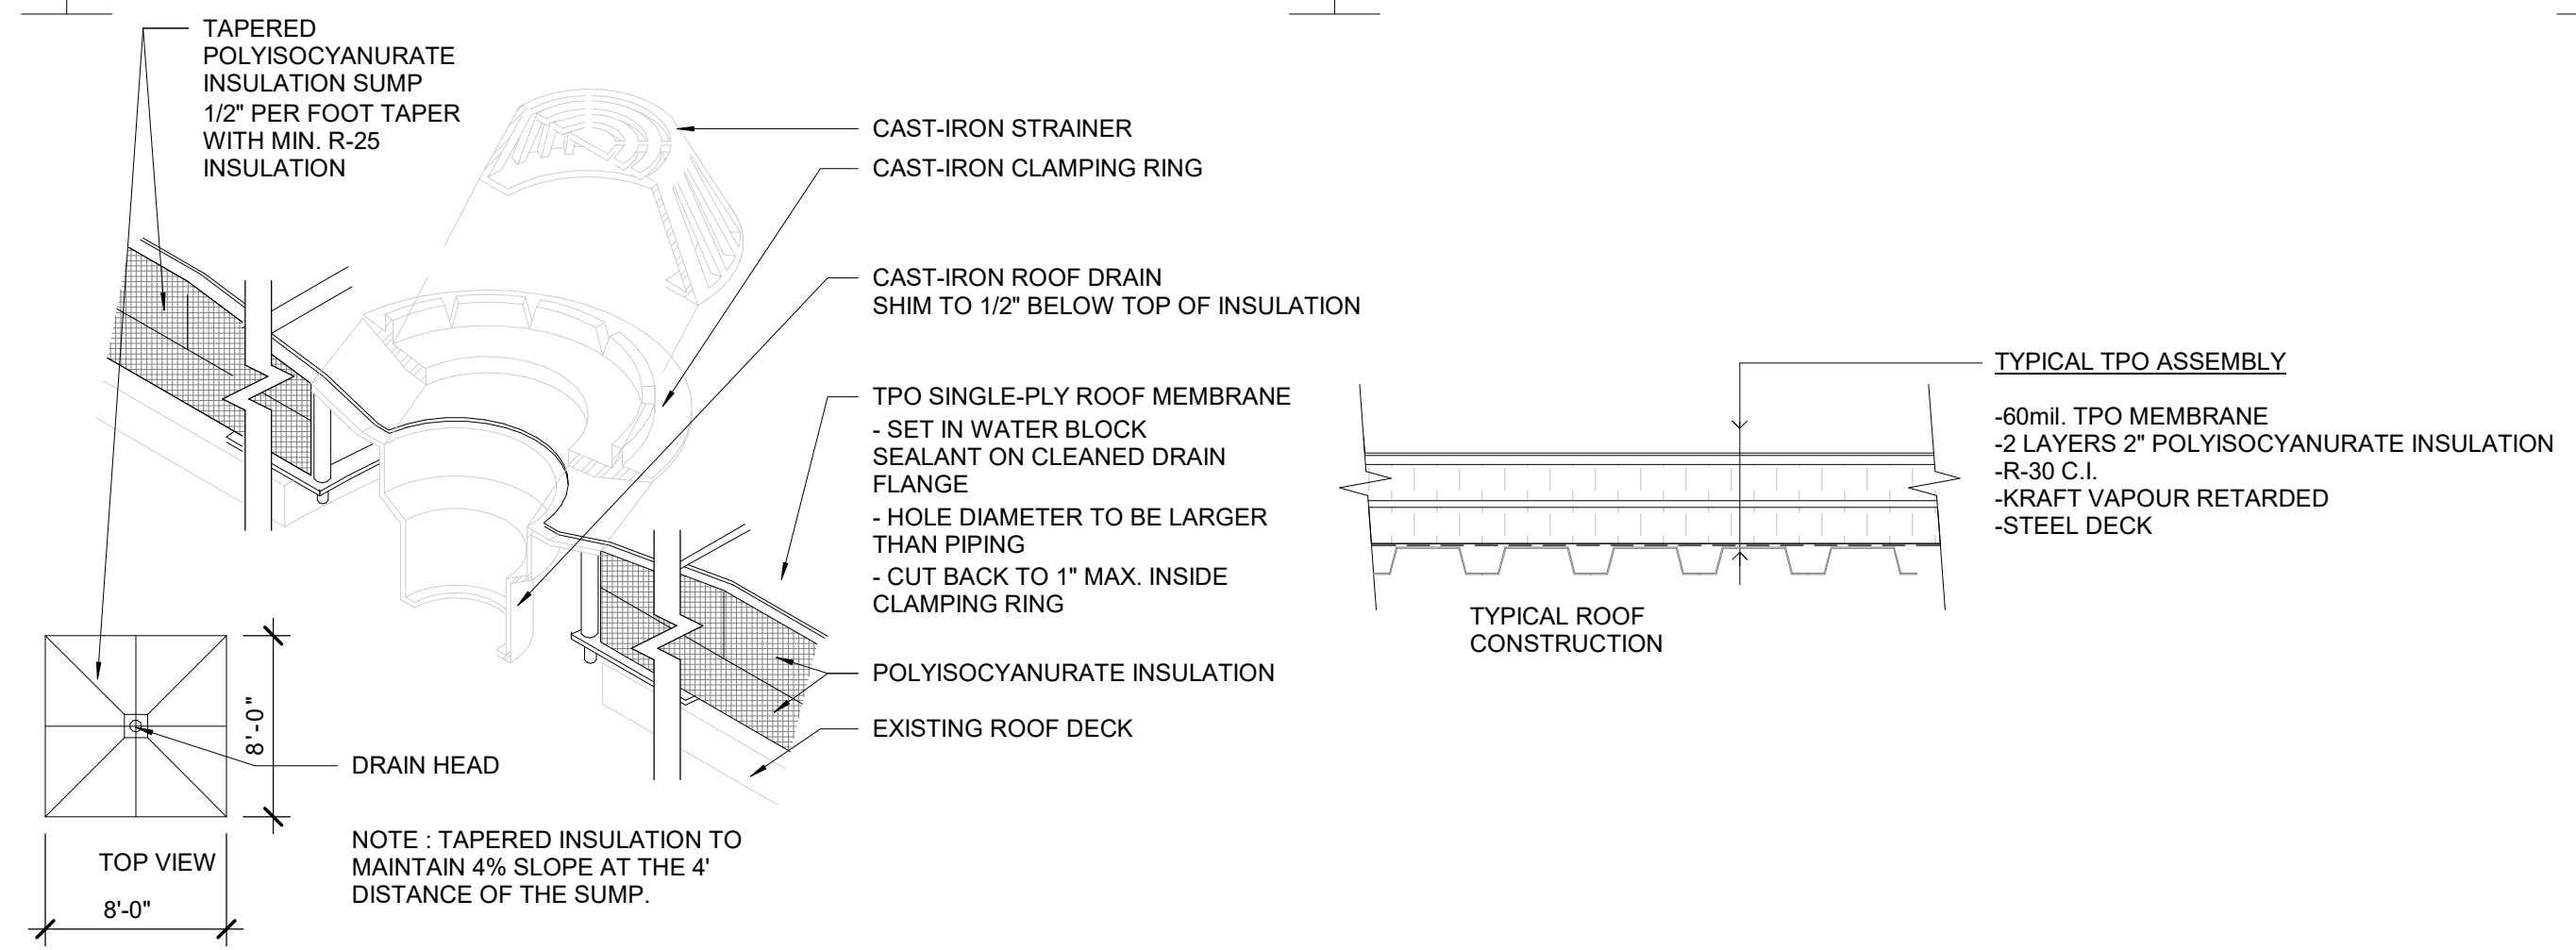 TAPERED
POLYISOCYANURATE
INSULATION SUMP
1/2" PER FOOT TAPER
WITH MIN. R-25
INSULATION
CAST-IRON STRAINER
CAST-IRON CLAMPING RING
CAST-IRON ROOF DRAIN
SHIM TO 1/2" BELOW TOP OF INSULATION
TPO SINGLE-PLY ROOF MEMBRANE
- SET IN WATER BLOCK
SEALANT ON CLEANED DRAIN
FLANGE
- HOLE DIAMETER TO BE LARGER
THAN PIPING
- CUT BACK TO 1" MAX. INSIDE
CLAMPING RING
POLYISOCYANURATE INSULATION
EXISTING ROOF DECK
8'-0"
DRAIN HEAD
TOP VIEW
8'-0"
NOTE : TAPERED INSULATION TO
MAINTAIN 4% SLOPE AT THE 4'
DISTANCE OF THE SUMP.
TYPICAL TPO ASSEMBLY
-60mil. TPO MEMBRANE
-2 LAYERS 2" POLYISOCYANURATE INSULATION
-R-30 C.I.
-KRAFT VAPOUR RETARDED
-STEEL DECK
TYPICAL ROOF
CONSTRUCTION